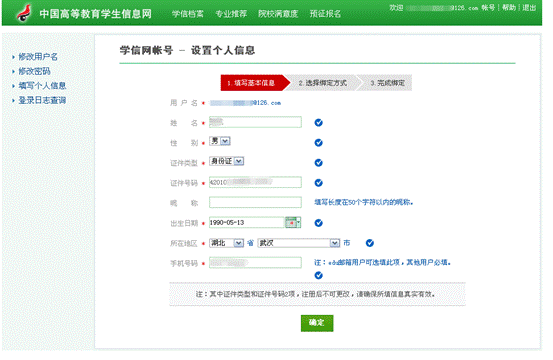 中国高等教育学生信息网 学信档案 专业推荐 院校满意度 预征报名 欢迎 @126.com 帐号 | 帮助 | 退出
修改用户名
修改密码
填写个人信息
登录日志查询
学信网帐号 - 设置个人信息
1.填写基本信息 2.选择绑定方式 3.完成绑定
用 户 名 * @126.com
姓 名 *
性 别 * 男
证件类型 * 身份证
证件号码 * 42010
昵 称 填写长度在50个字符以内的昵称。
出生日期 * 1990-05-13
所在地区 * 湖北 省 武汉 市
手机号码 * 注：edu邮箱用户可选填此项，其他用户必填。
注：其中证件类型和证件号码2项，注册后不可更改，请确保所填信息真实有效。
确定